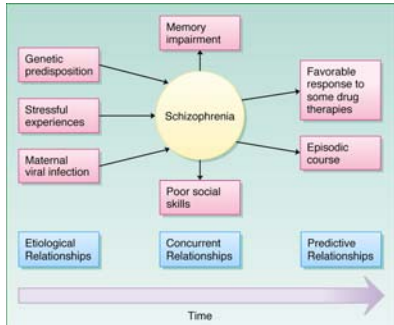 Memory
impairment
Genetic
predisposition
Favorable
response to
some drug
therapies
Stressful
experiences
Schizophrenia
Maternal
viral infection
Episodic
course
Poor social
skills
Etiological
Relationships
Concurrent
Relationships
Predictive
Relationships
Time